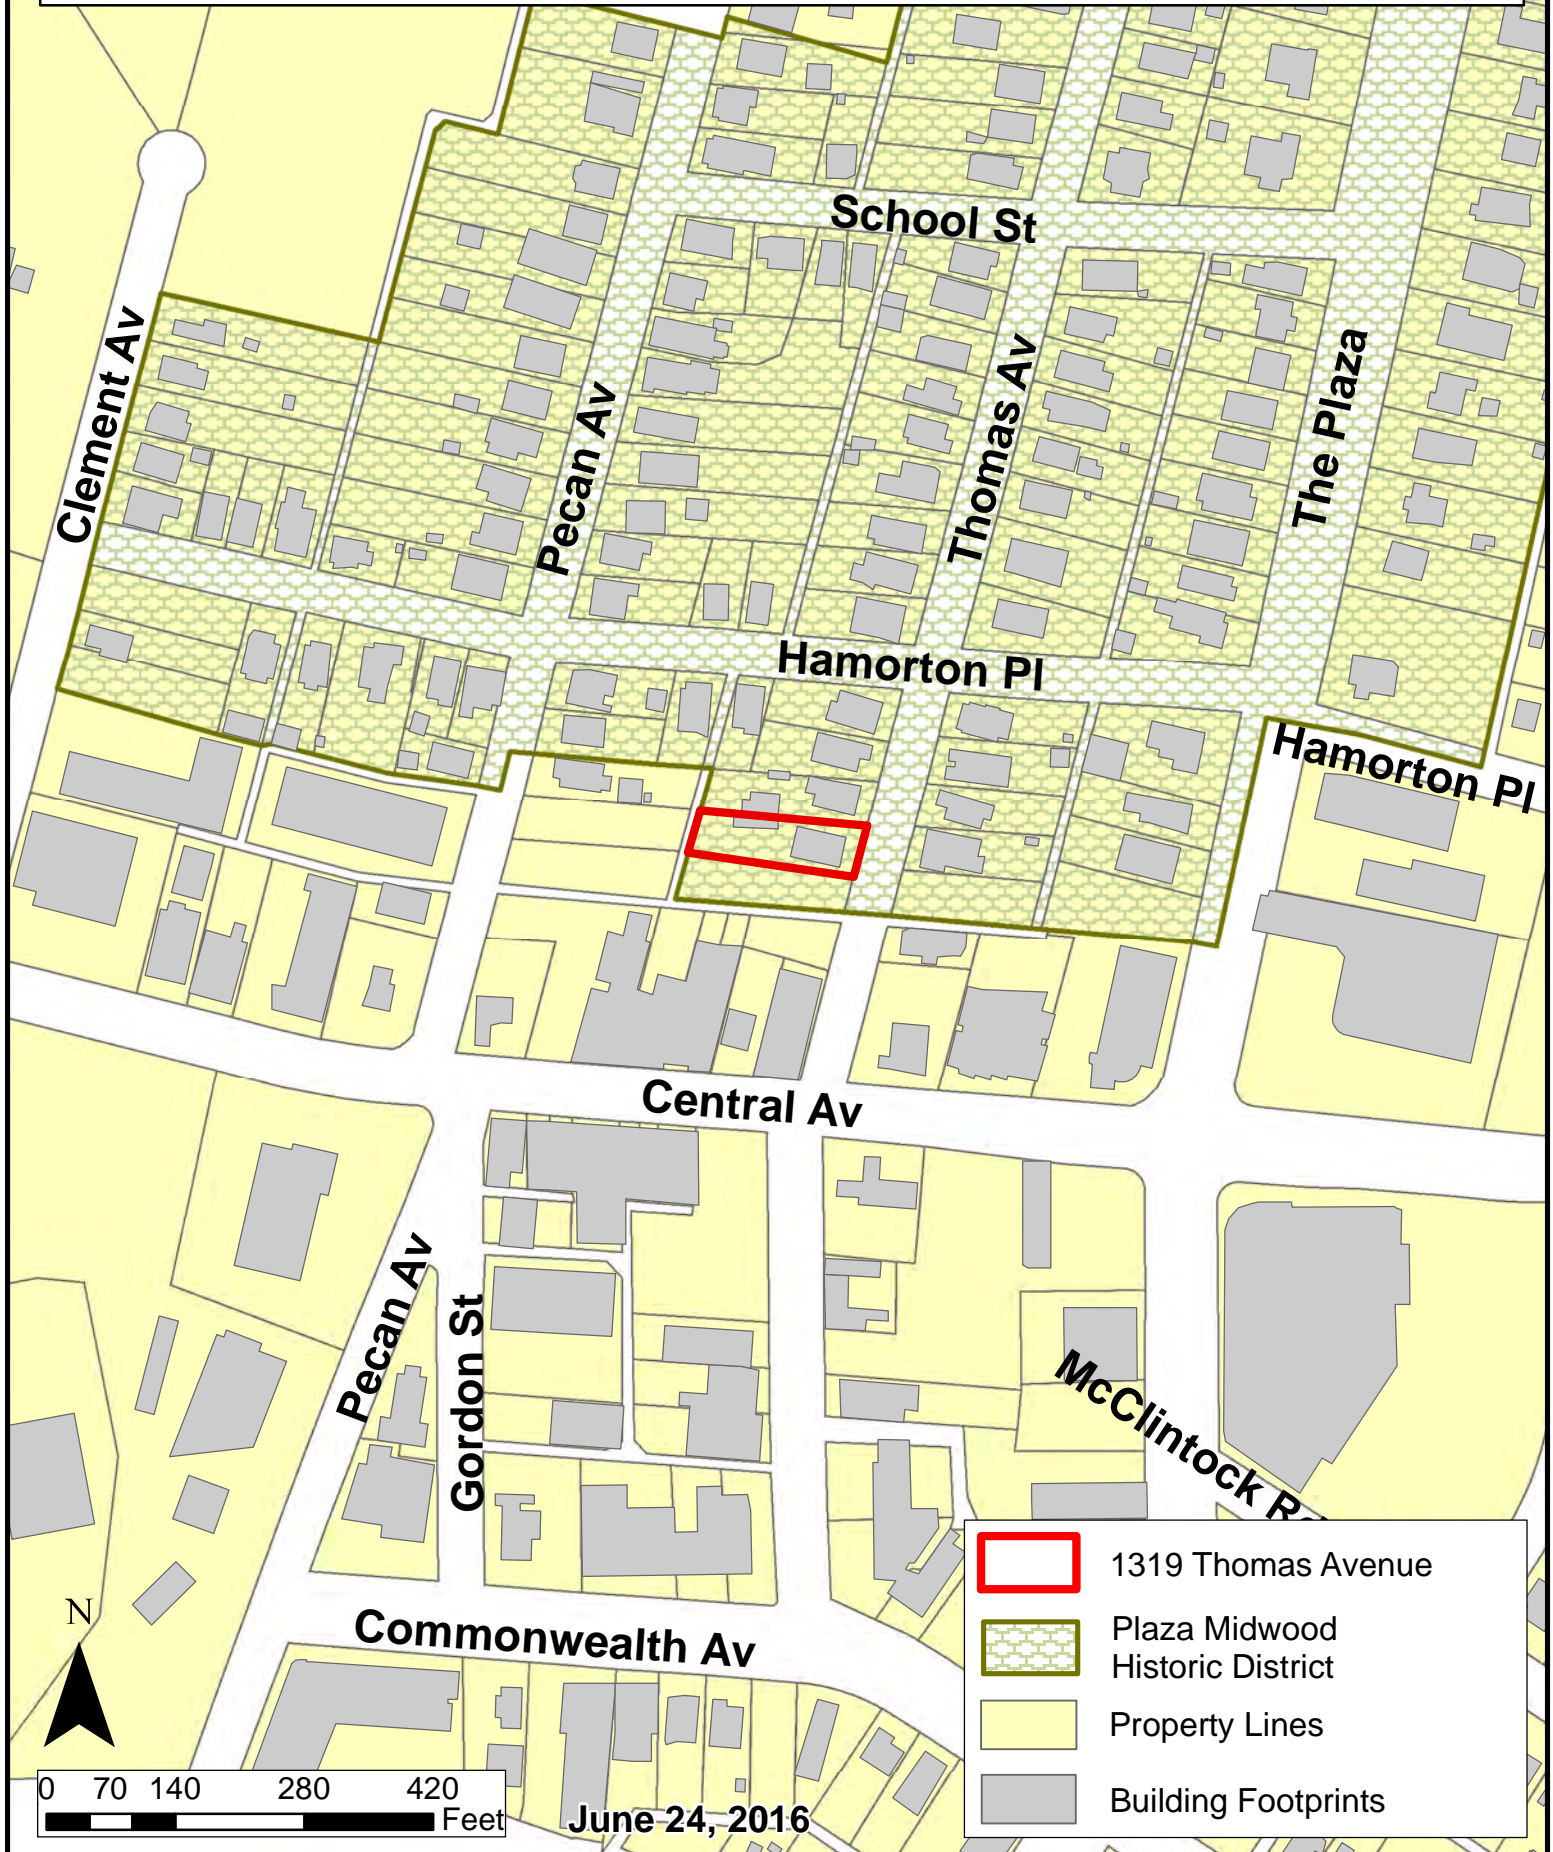 School St
Clement Av
Pecan Av
Thomas Av
The Plaza
Hamorton Pl
Hamorton Pl
Central Av
Pecan Av
Gordon St
McClintock Rd
Commonwealth Av
N
0 70 140 280 420
Feet
June 24, 2016
1319 Thomas Avenue
Plaza Midwood
Historic District
Property Lines
Building Footprints